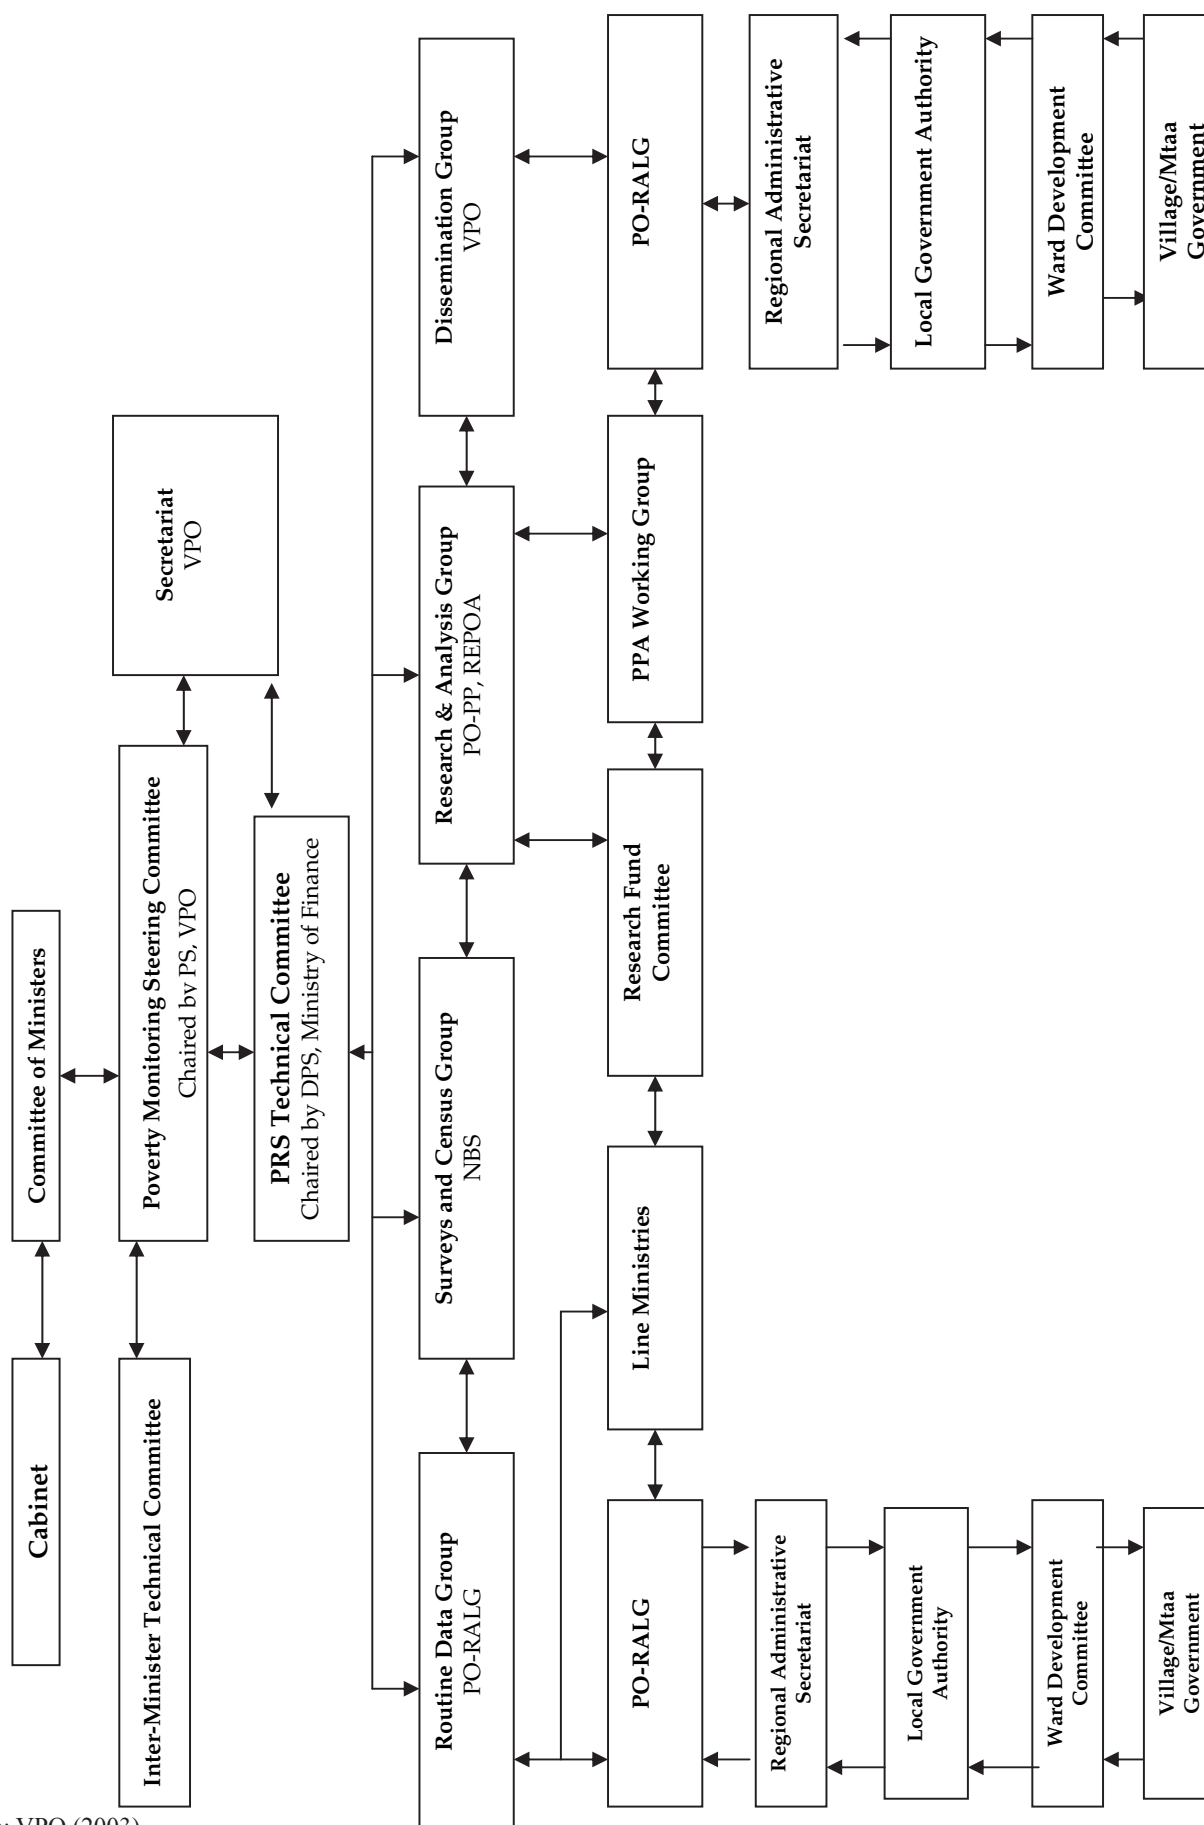 Cabinet
Committee of Ministers
Inter-Minister Technical Committee
Poverty Monitoring Steering Committee
Chaired by PS, VPO
Secretariat
VPO
PRS Technical Committee
Chaired by DPS, Ministry of Finance
Routine Data Group
PO-RALG
Surveys and Census Group
NBS
Research & Analysis Group
PO-PP, REPOA
Dissemination Group
VPO
PO-RALG
Line Ministries
Research Fund
Committee
PPA Working Group
PO-RALG
Regional Administrative
Secretariat
Regional Administrative
Secretariat
Local Government
Authority
Local Government Authority
Ward Development
Committee
Ward Development
Committee
Village/Mtaa
Government
Village/Mtaa
Government
VPO (2003)